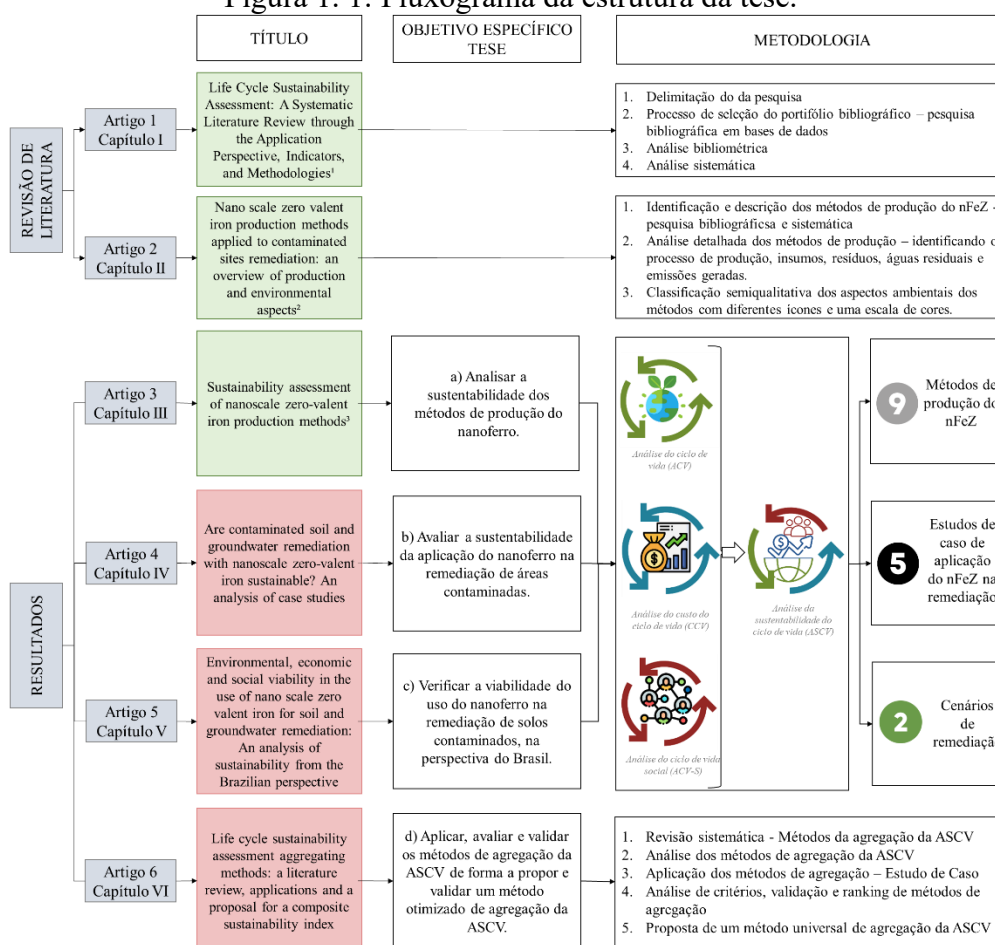 Figura 1. 1. Fluxograma da estrutura da tese.
TÍTULO
OBJETIVO ESPECÍFICO
TESE
METODOLOGIA
REVISÃO DE
LITERATURA
Artigo 1
Capítulo I
Life Cycle Sustainability
Assessment: A Systematic
Literature Review through
the Application
Perspective, Indicators,
and Methodologies¹
1. Delimitação do da pesquisa
2. Processo de seleção do portifólio bibliográfico – pesquisa
bibliográfica em bases de dados
3. Análise bibliométrica
4. Análise sistemática
Artigo 2
Capítulo II
Nano scale zero valent
iron production methods
applied to contaminated
sites remediation: an
overview of production
and environmental
aspects²
1. Identificação e descrição dos métodos de produção do nFeZ -
pesquisa bibliográficsa e sistemática
2. Análise detalhada dos métodos de produção – identificando o
processo de produção, insumos, resíduos, águas residuais e
emissões geradas.
3. Classificação semiqualitativa dos aspectos ambientais dos
métodos com diferentes ícones e uma escala de cores.
RESULTADOS
Artigo 3
Capítulo III
Sustainability assessment
of nanoscale zero-valent
iron production methods³
a) Analisar a
sustentabilidade dos
métodos de produção do
nanoferro.
Artigo 4
Capítulo IV
Are contaminated soil and
groundwater remediation
with nanoscale zero-valent
iron sustainable? An
analysis of case studies
b) Avaliar a sustentabilidade
da aplicação do nanoferro na
remediação de áreas
contaminadas.
Artigo 5
Capítulo V
Environmental, economic
and social viability in the
use of nano scale zero
valent iron for soil and
groundwater remediation:
An analysis of
sustainability from the
Brazilian perspective
c) Verificar a viabilidade do
uso do nanoferro na
remediação de solos
contaminados, na
perspectiva do Brasil.
Análise do ciclo de
vida (ACV)
Análise do custo do
ciclo de vida (CCV)
Análise do ciclo de vida
social (ACV-S)
Análise da
sustentabilidade do
ciclo de vida (ASCV)
9
Métodos de
produção do
nFeZ
5
Estudos de
caso de
aplicação
do nFeZ na
remediação
2
Cenários
de
remediaçã
Artigo 6
Capítulo VI
Life cycle sustainability
assessment aggregating
methods: a literature
review, applications and a
proposal for a composite
sustainability index
d) Aplicar, avaliar e validar
os métodos de agregação da
ASCV de forma a propor e
validar um método
otimizado de agregação da
ASCV.
1. Revisão sistemática - Métodos da agregação da ASCV
2. Análise dos métodos de agregação da ASCV
3. Aplicação dos métodos de agregação – Estudo de Caso
4. Análise de critérios, validação e ranking de métodos de
agregação
5. Proposta de um método universal de agregação da ASCV